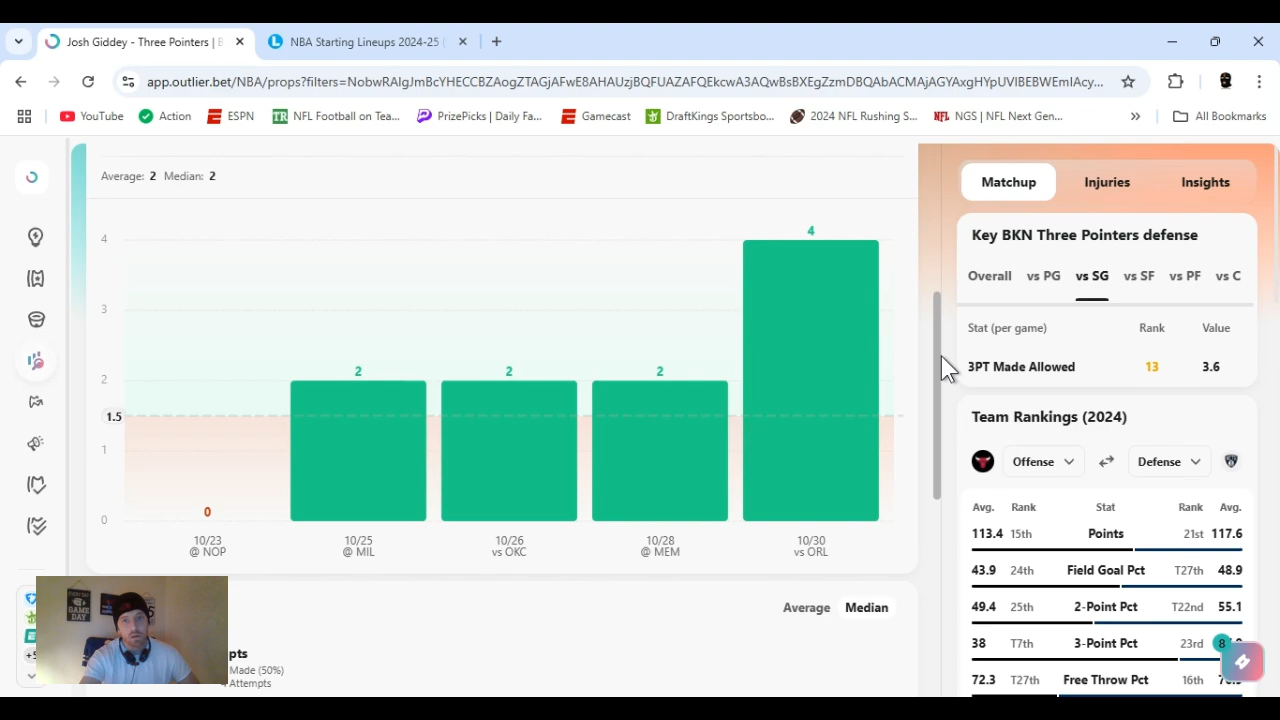 Josh Giddey - Three Pointers | B
NBA Starting Lineups 2024-25
app.outlier.bet/NBA/props?filters=NobwRAlgJmBcYHECCBZAogZTAGjAFwE8AHAUzjBQFUAZAFQEkcwA3AQwBsBXEgZzmDBQAbACMAjAGYAxgHYpUVIBEBWEmIAcy...
YouTube
Action
ESPN
NFL Football on Tea...
PrizePicks | Daily Fa...
Gamecast
DraftKings Sportsbo...
2024 NFL Rushing S...
NGS | NFL Next Gen...
All Bookmarks
Average: 2 Median: 2
4
3
2
1.5
1
0
0
2
2
2
4
10/23
@ NOP
10/25
@ MIL
10/26
vs OKC
10/28
@ MEM
10/30
vs ORL
Average Median
pts
Made (50%)
Attempts
GAME
DAY
Matchup Injuries Insights
Key BKN Three Pointers defense
Overall vs PG vs SG vs SF vs PF vs C
Stat (per game) Rank Value
3PT Made Allowed 13 3.6
Team Rankings (2024)
Offense Defense
Avg. Rank Stat Rank Avg.
113.4 15th Points 21st 117.6
43.9 24th Field Goal Pct T27th 48.9
49.4 25th 2-Point Pct T22nd 55.1
38 T7th 3-Point Pct 23rd
8
72.3 T27th Free Throw Pct 16th